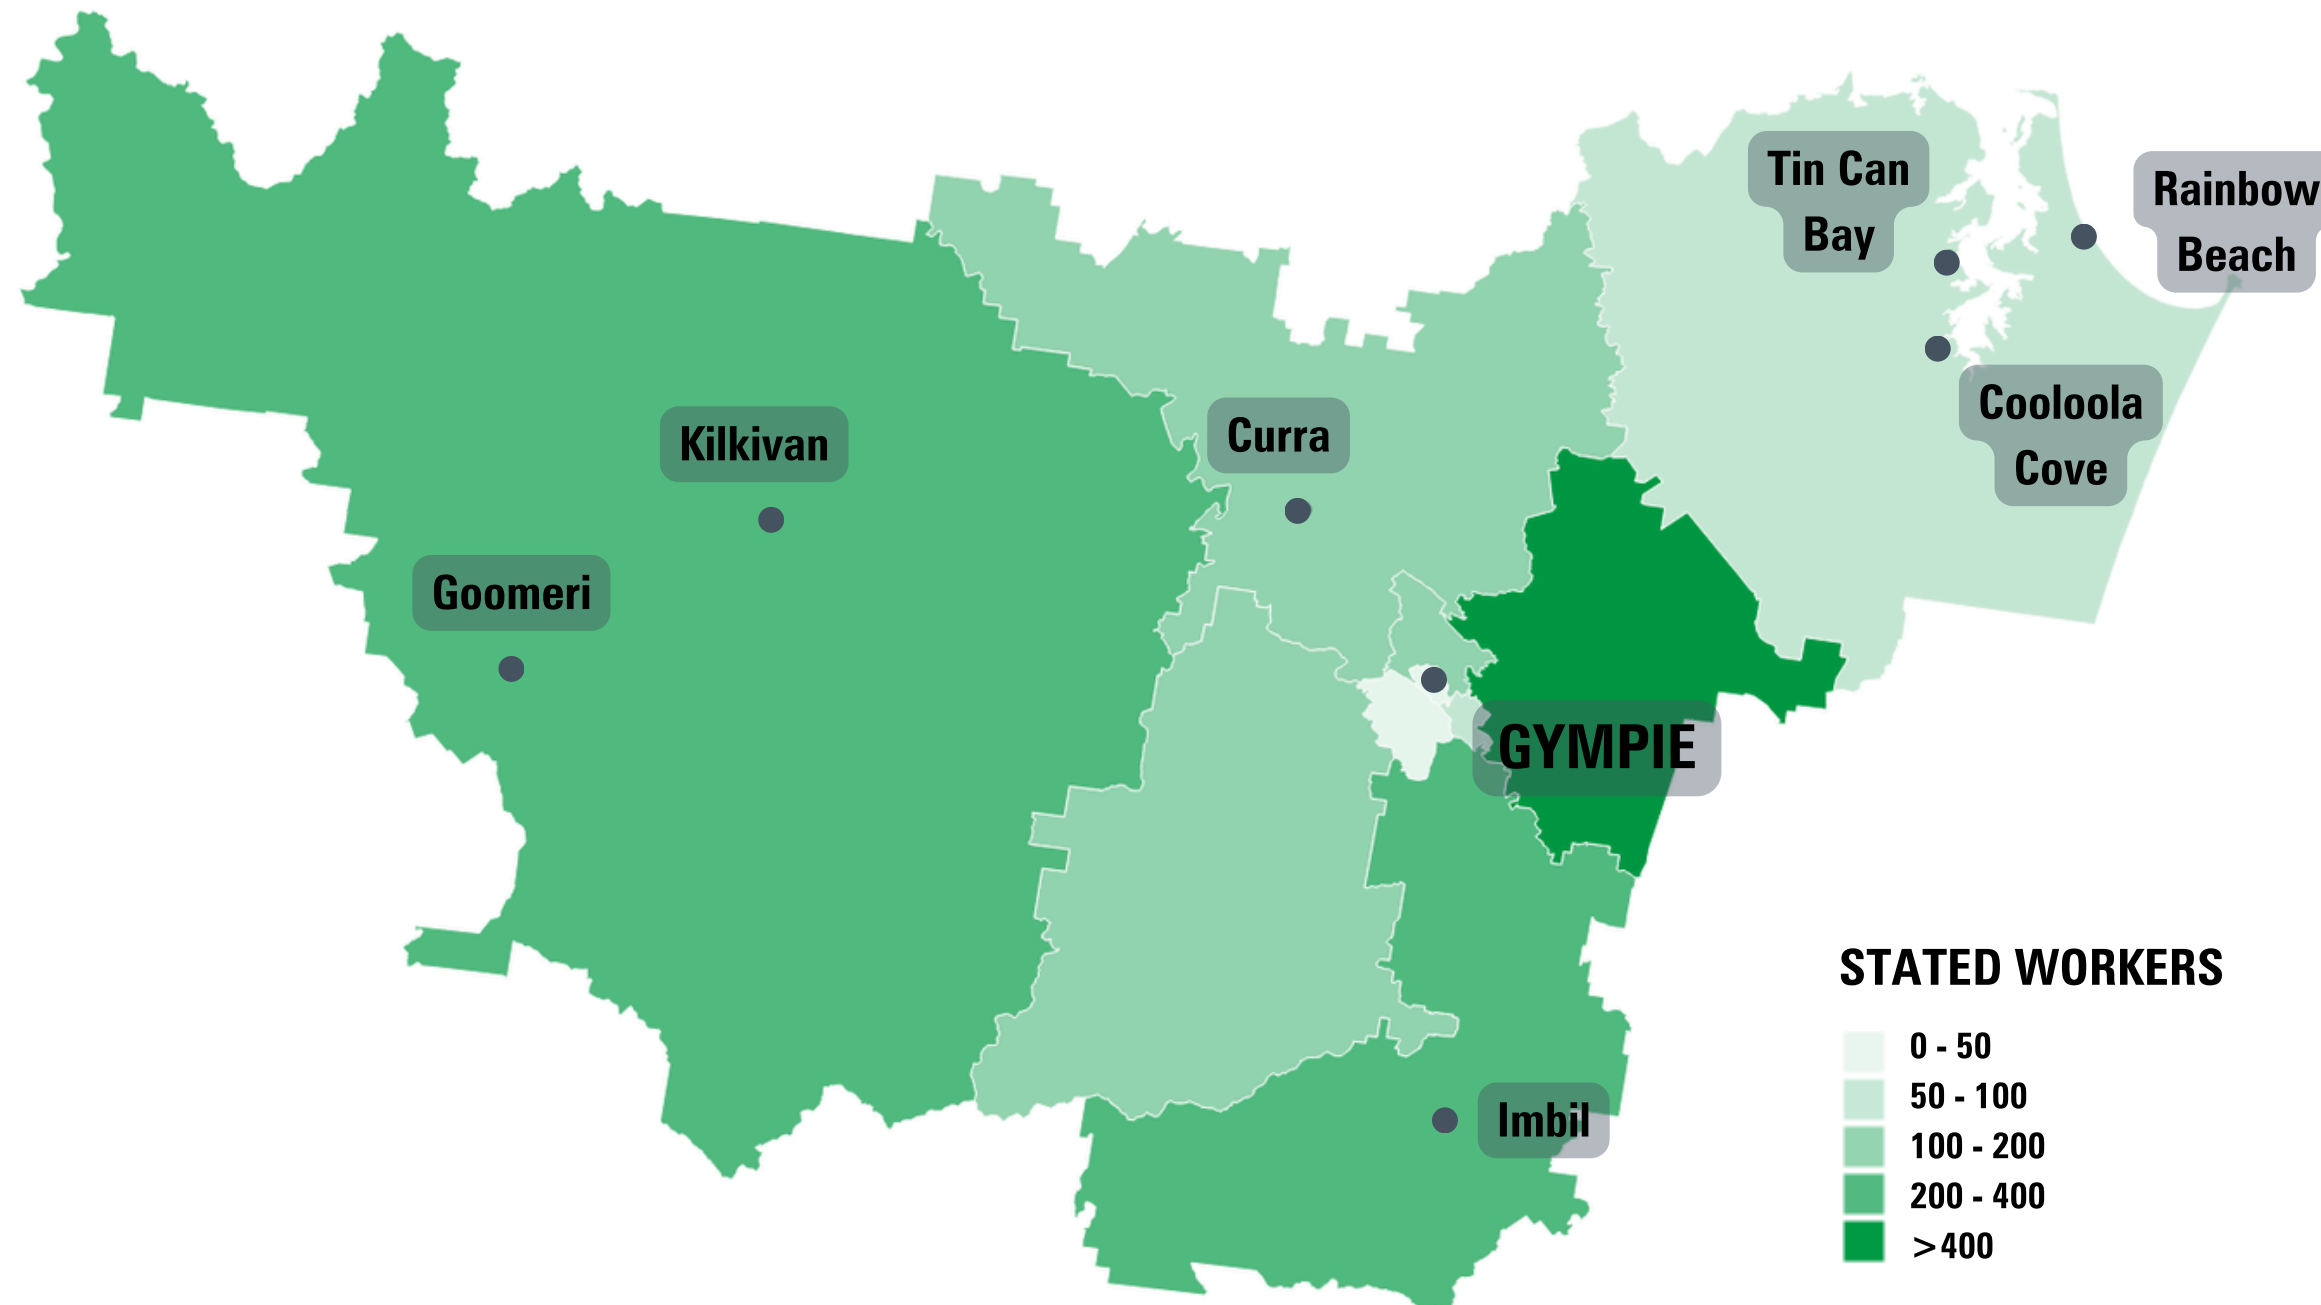 Tin Can
Bay
Rainbow
Beach
Cooloola
Cove
Kilkivan
Curra
Goomeri
GYMPIE
Imbil
STATED WORKERS
0 - 50
50 - 100
100 - 200
200 - 400
>400